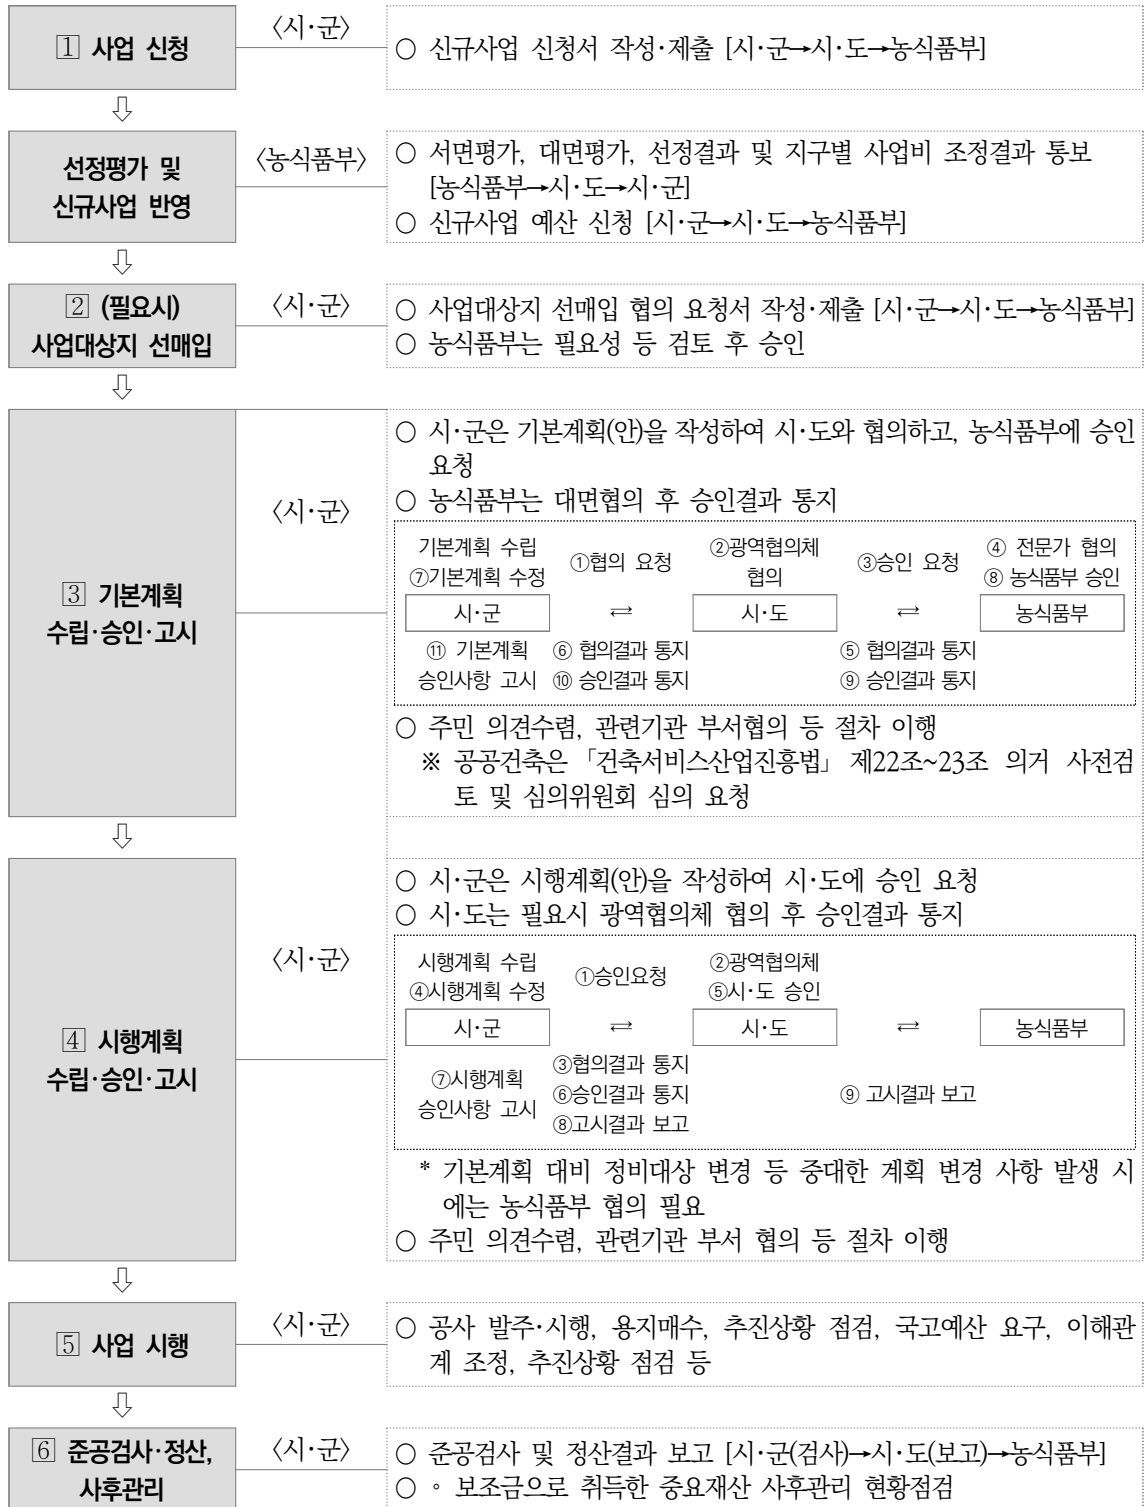 1 사업 신청
〈시·군〉
○ 신규사업 신청서 작성·제출 [시·군→시·도→농식품부]
⇩
선정평가 및
신규사업 반영
〈농식품부〉
○ 서면평가, 대면평가, 선정결과 및 지구별 사업비 조정결과 통보
[농식품부→시·도→시·군]
○ 신규사업 예산 신청 [시·군→시·도→농식품부]
⇩
2 (필요시)
사업대상지 선매입
〈시·군〉
○ 사업대상지 선매입 협의 요청서 작성·제출 [시·군→시·도→농식품부]
○ 농식품부는 필요성 등 검토 후 승인
⇩
3 기본계획
수립·승인·고시
〈시·군〉
○ 시·군은 기본계획(안)을 작성하여 시·도와 협의하고, 농식품부에 승인
요청
○ 농식품부는 대면협의 후 승인결과 통지
기본계획 수립
⑦기본계획 수정
①협의 요청
②광역협의체
협의
③승인 요청
④ 전문가 협의
⑧ 농식품부 승인
시·군 ⇄ 시·도 ⇄ 농식품부
⑪ 기본계획
승인사항 고시
⑥ 협의결과 통지
⑩ 승인결과 통지
⑤ 협의결과 통지
⑨ 승인결과 통지
○ 주민 의견수렴, 관련기관 부서협의 등 절차 이행
※ 공공건축은 「건축서비스산업진흥법」 제22조~23조 의거 사전검
토 및 심의위원회 심의 요청
⇩
4 시행계획
수립·승인·고시
〈시·군〉
○ 시·군은 시행계획(안)을 작성하여 시·도에 승인 요청
○ 시·도는 필요시 광역협의체 협의 후 승인결과 통지
시행계획 수립
④시행계획 수정
①승인요청
②광역협의체
⑤시·도 승인
시·군 ⇄ 시·도 ⇄ 농식품부
⑦시행계획
승인사항 고시
③협의결과 통지
⑥승인결과 통지
⑧고시결과 보고
⑨ 고시결과 보고
* 기본계획 대비 정비대상 변경 등 중대한 계획 변경 사항 발생 시
에는 농식품부 협의 필요
○ 주민 의견수렴, 관련기관 부서 협의 등 절차 이행
⇩
5 사업 시행
〈시·군〉
○ 공사 발주·시행, 용지매수, 추진상황 점검, 국고예산 요구, 이해관
계 조정, 추진상황 점검 등
⇩
6 준공검사·정산,
사후관리
〈시·군〉
○ 준공검사 및 정산결과 보고 [시·군(검사)→시·도(보고)→농식품부]
○ ◦ 보조금으로 취득한 중요재산 사후관리 현황점검